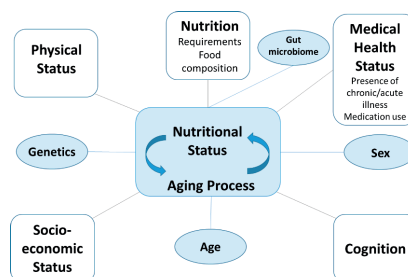 Physical
Status
Nutrition
Requirements
Food
composition
Gut
microbiome
Medical
Health
Status
Presence of
chronic/acute
illness
Medication use
Genetics
Nutritional
Status
Aging Process
Sex
Socio-
economic
Status
Age
Cognition